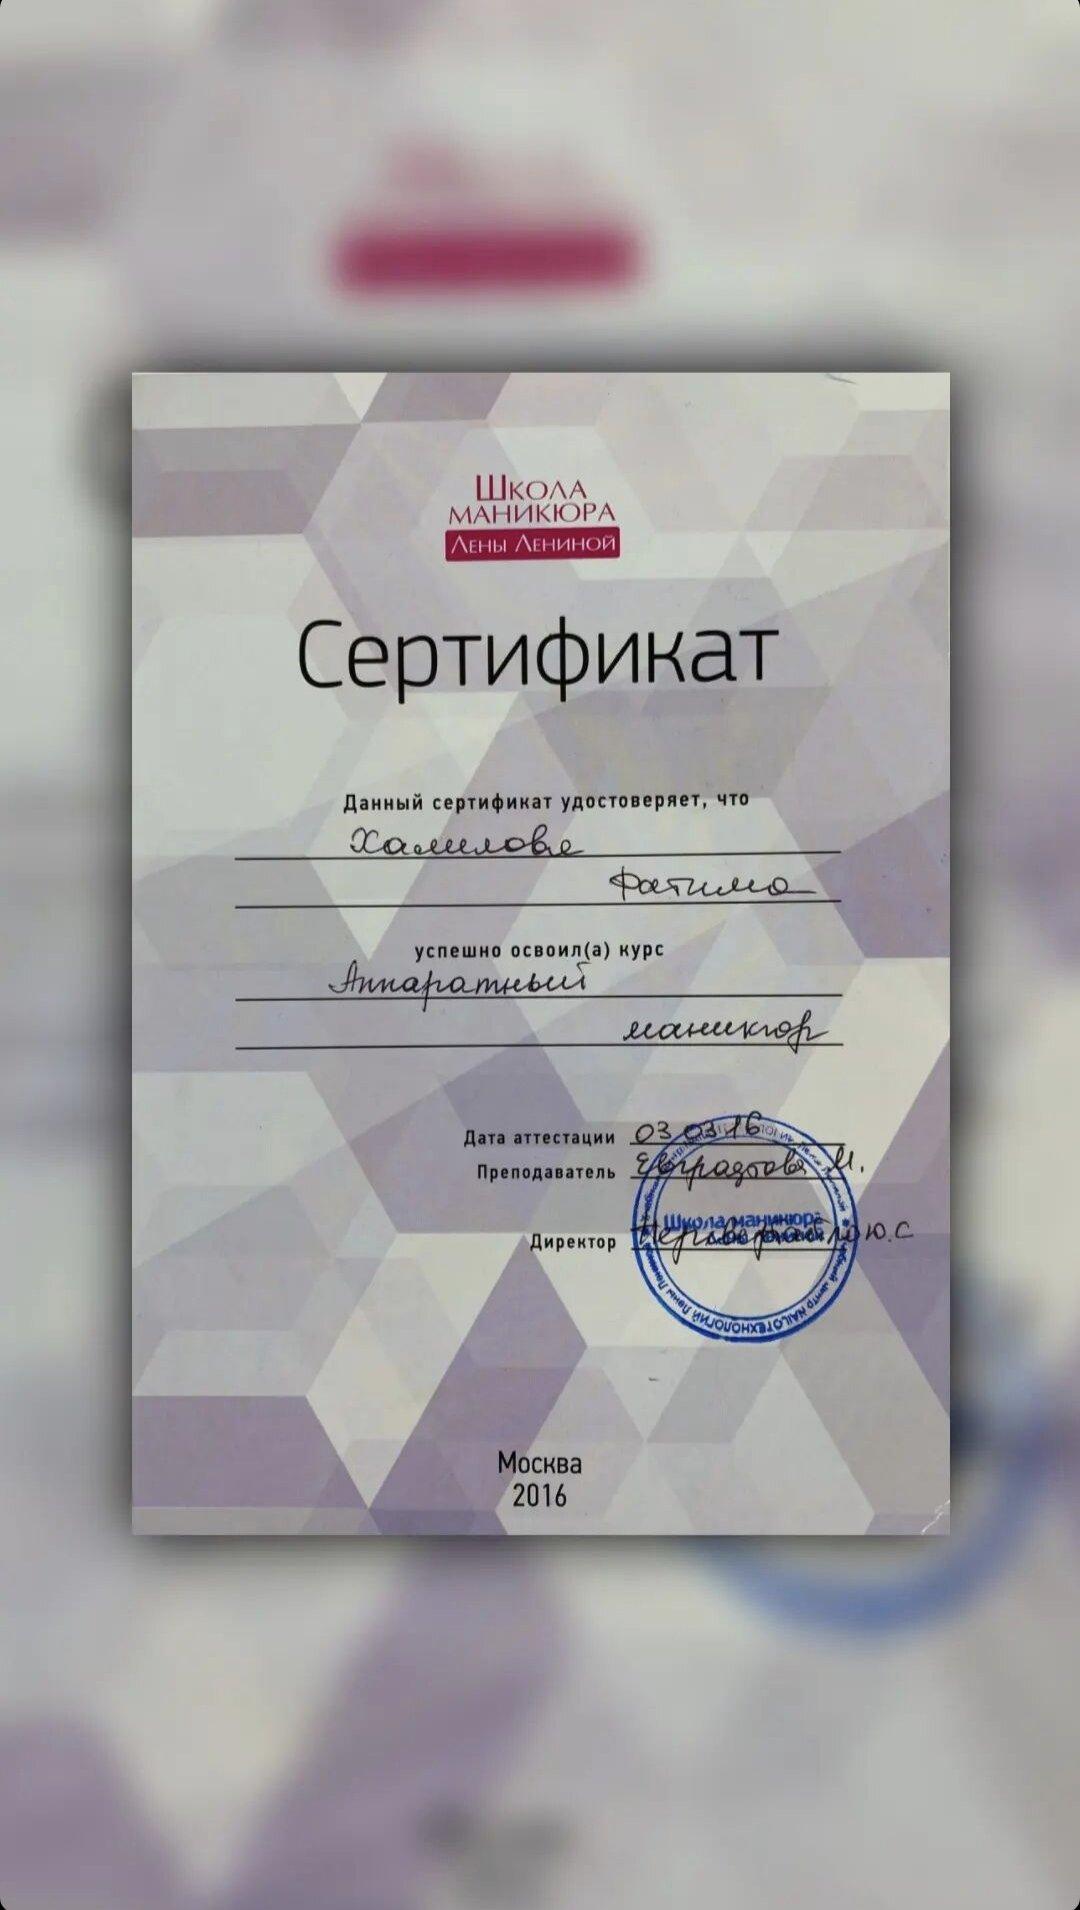 Школа
маникюра
Лены Лениной
Сертификат
Данный сертификат удостоверяет, что
Халилова
Фатима
успешно освоил(а) курс
Аппаратный
маникюр
Дата аттестации 03 03 16
Преподаватель М.
Директор Ю.С
Школа маникюра
Москва
2016